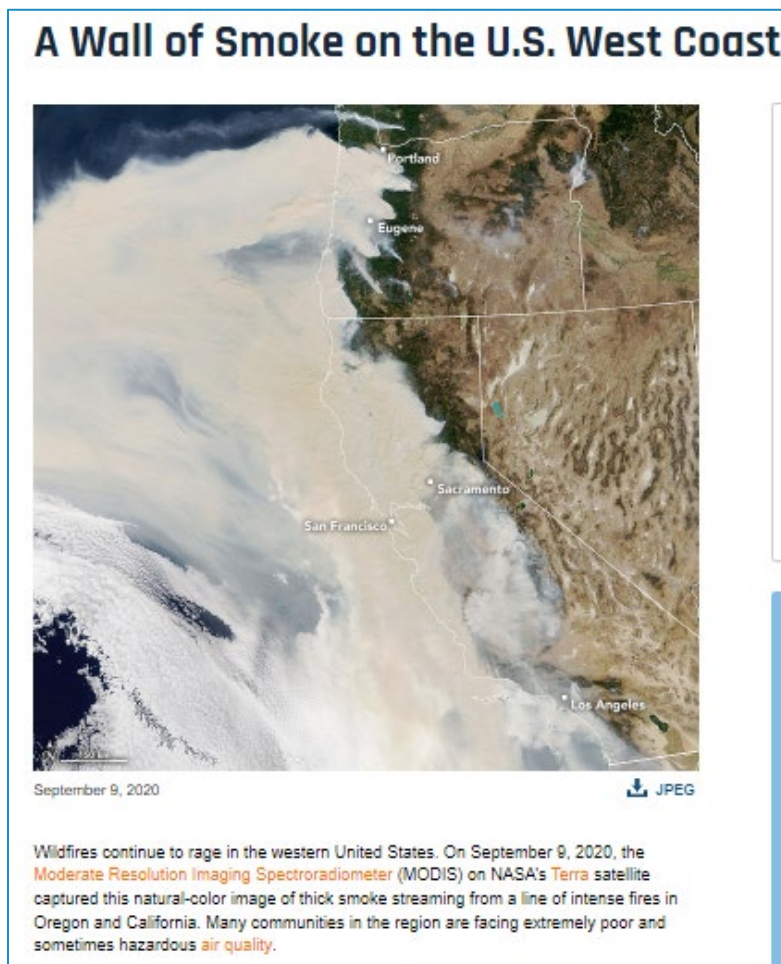 A Wall of Smoke on the U.S. West Coast
Portland
Eugene
Sacramento
San Francisco
Los Angeles
September 9, 2020
JPEG
Wildfires continue to rage in the western United States. On September 9, 2020, the
Moderate Resolution Imaging Spectroradiometer (MODIS) on NASA's Terra satellite
captured this natural-color image of thick smoke streaming from a line of intense fires in
Oregon and California. Many communities in the region are facing extremely poor and
sometimes hazardous air quality.